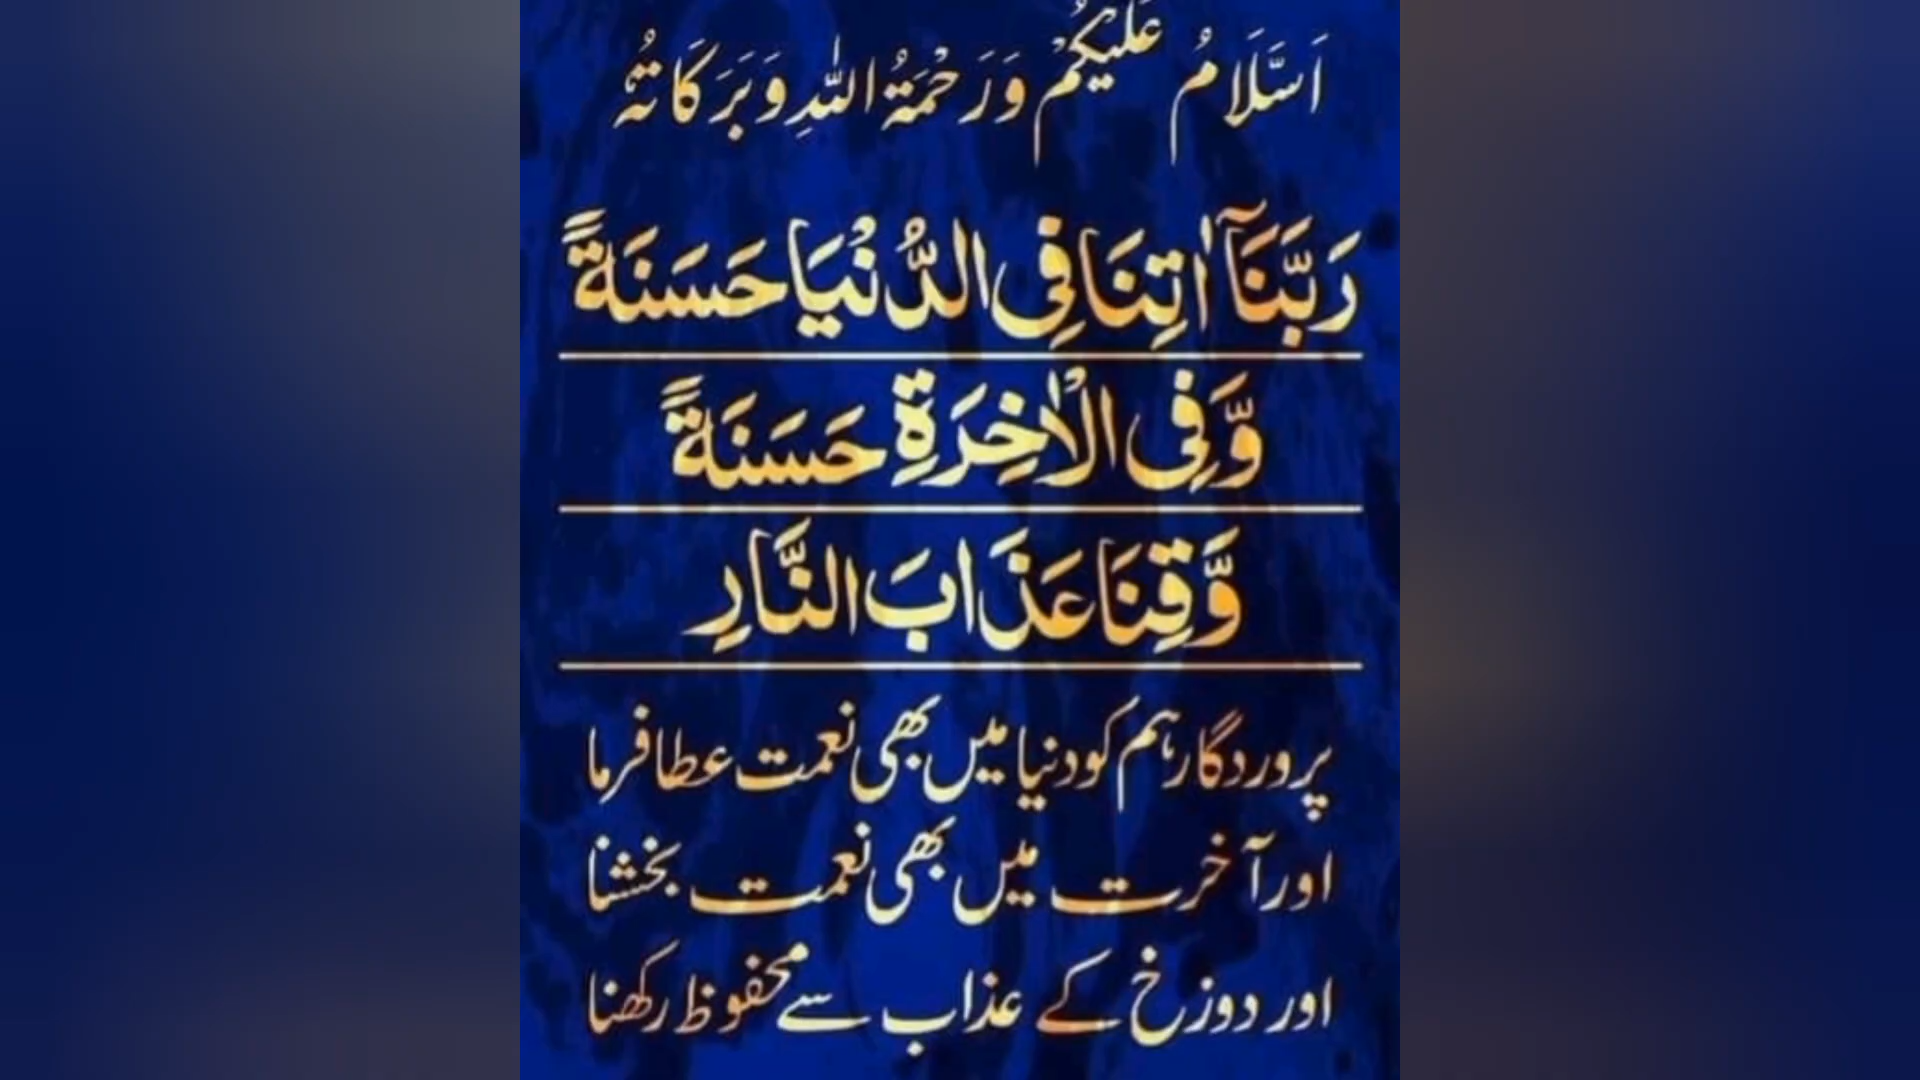 اَسَّلَامُ عَلَیْکُمْ وَرَحْمَۃُ اللّٰہِ وَبَرَکَاتُہٗ
رَبَّنَآ اٰتِنَا فِی الدُّنْیَا حَسَنَةً
وَّفِی الْاٰخِرَةِ حَسَنَةً
وَّقِنَا عَذَابَ النَّارِ
پروردگار ہم کو دنیا میں بھی نعمت عطا فرما
اور آخرت میں بھی نعمت بخشنا
اور دوزخ کے عذاب سے محفوظ رکھنا